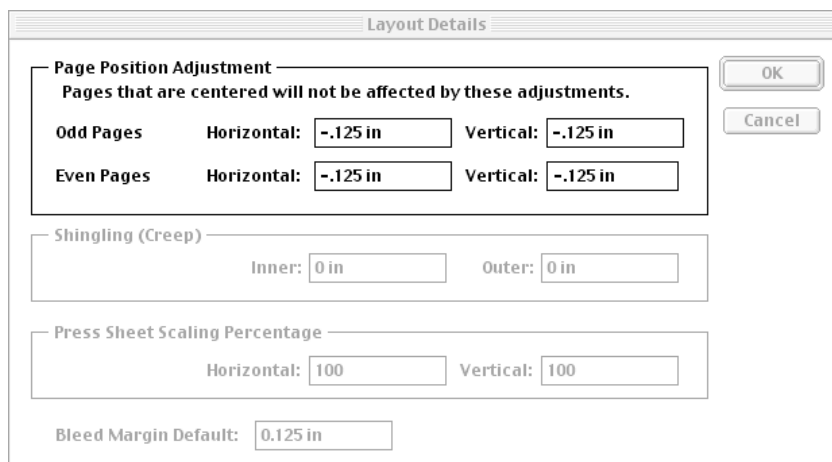 Layout Details
Page Position Adjustment
Pages that are centered will not be affected by these adjustments.
OK
Odd Pages Horizontal: -.125 in Vertical: -.125 in
Cancel
Even Pages Horizontal: -.125 in Vertical: -.125 in
Shingling (Creep)
Inner: 0 in Outer: 0 in
Press Sheet Scaling Percentage
Horizontal: 100 Vertical: 100
Bleed Margin Default: 0.125 in